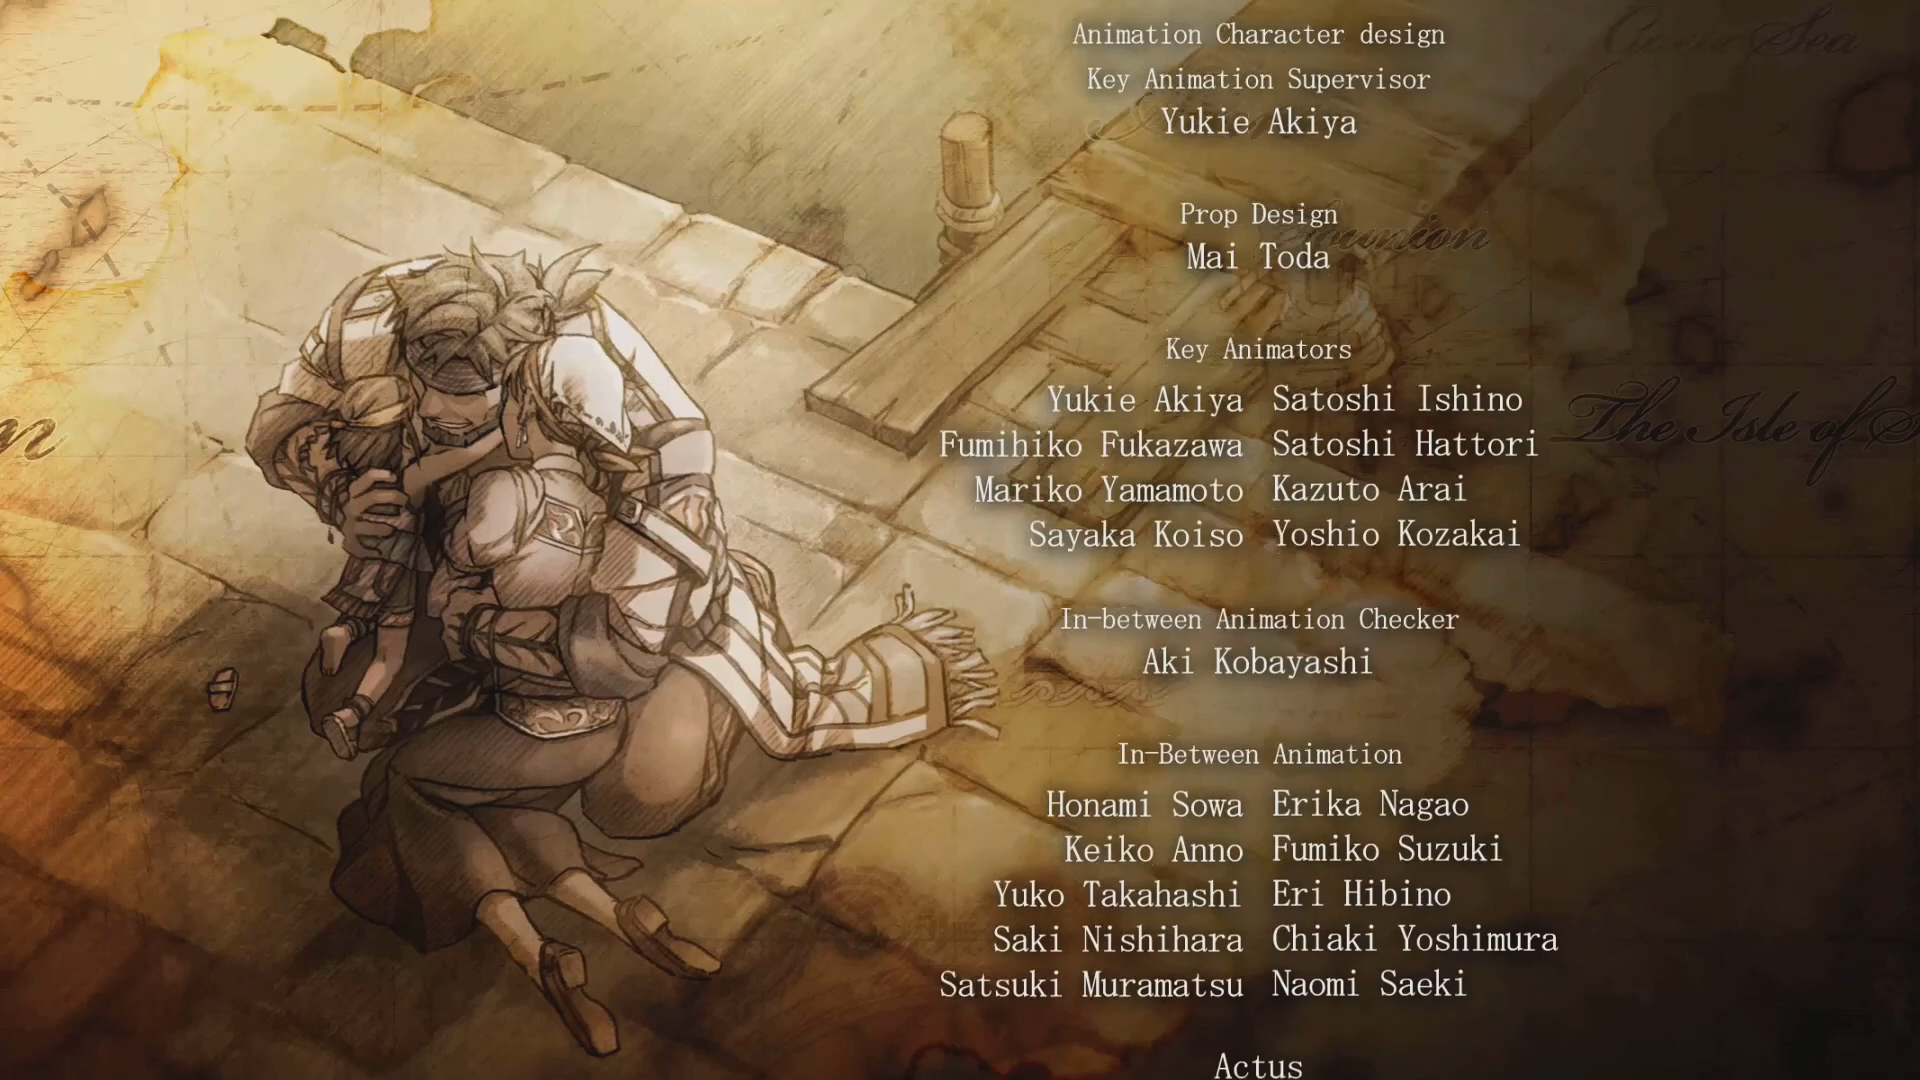 Animation Character design
Key Animation Supervisor
Yukie Akiya
Prop Design
Mai Toda
Key Animators
Yukie Akiya Satoshi Ishino
Fumihiko Fukazawa Satoshi Hattori
Mariko Yamamoto Kazuto Arai
Sayaka Koiso Yoshio Kozakai
The Isle of
In-between Animation Checker
Aki Kobayashi
In-Between Animation
Honami Sowa Erika Nagao
Keiko Anno Fumiko Suzuki
Yuko Takahashi Eri Hibino
Saki Nishihara Chiaki Yoshimura
Satsuki Muramatsu Naomi Saeki
Actus